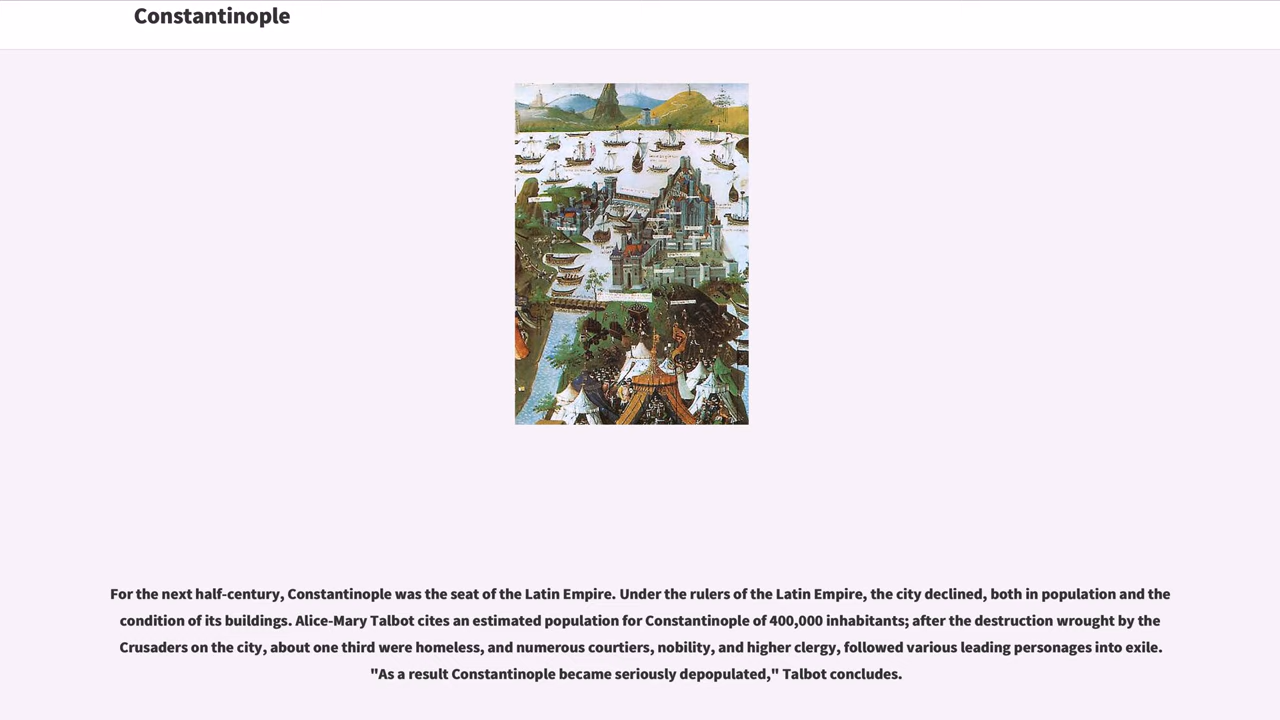 Constantinople
For the next half-century, Constantinople was the seat of the Latin Empire. Under the rulers of the Latin Empire, the city declined, both in population and the
condition of its buildings. Alice-Mary Talbot cites an estimated population for Constantinople of 400,000 inhabitants; after the destruction wrought by the
Crusaders on the city, about one third were homeless, and numerous courtiers, nobility, and higher clergy, followed various leading personages into exile.
"As a result Constantinople became seriously depopulated," Talbot concludes.